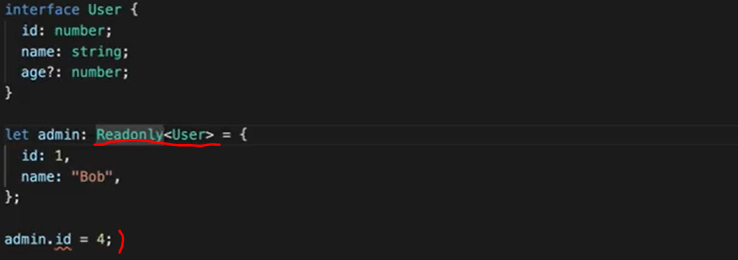 interface User {
  id: number;
  name: string;
  age?: number;
}
let admin: Readonly<User> = {
  id: 1,
  name: "Bob",
};
admin.id = 4;